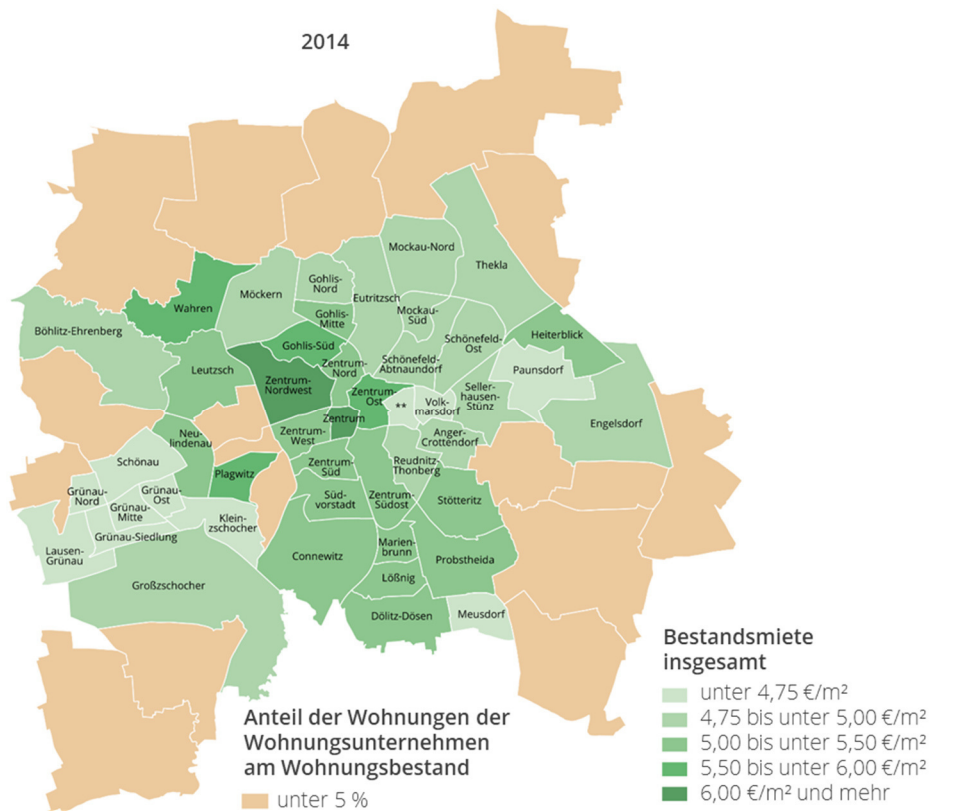 2014
Mockau-Nord
Thekla
Gohlis-
Nord
Möckern
Eutritzsch
Wahren
Gohlis-
Mitte
Mockau-
Süd
Böhlitz-Ehrenberg
Heiterblick
Gohlis-Süd
Schönefeld-
Ost
Zentrum-
Nord
Schönefeld-
Abtnaundorf
Leutzsch
Paunsdorf
Zentrum-
Nordwest
Zentrum-
Ost
**
Volk-
marsdorf
Seller-
hausen-
Stünz
Zentrum
Engelsdorf
Zentrum-
West
Neu-
lindenau
Anger-
Crottendorf
Schönau
Zentrum-
Süd
Reudnitz-
Thonberg
Plagwitz
Grünau-
Nord
Grünau-
Ost
Süd-
vorstadt
Zentrum-
Südost
Stötteritz
Grünau-
Mitte
Klein-
zschocher
Grünau-Siedlung
Lausen-
Grünau
Connewitz
Marien-
brunn
Probstheida
Großzschocher
Lößnig
Dölitz-Dösen
Meusdorf
Bestandsmiete
insgesamt
unter 4,75 €/m²
4,75 bis unter 5,00 €/m²
5,00 bis unter 5,50 €/m²
5,50 bis unter 6,00 €/m²
6,00 €/m² und mehr
Anteil der Wohnungen der
Wohnungsunternehmen
am Wohnungsbestand
unter 5 %